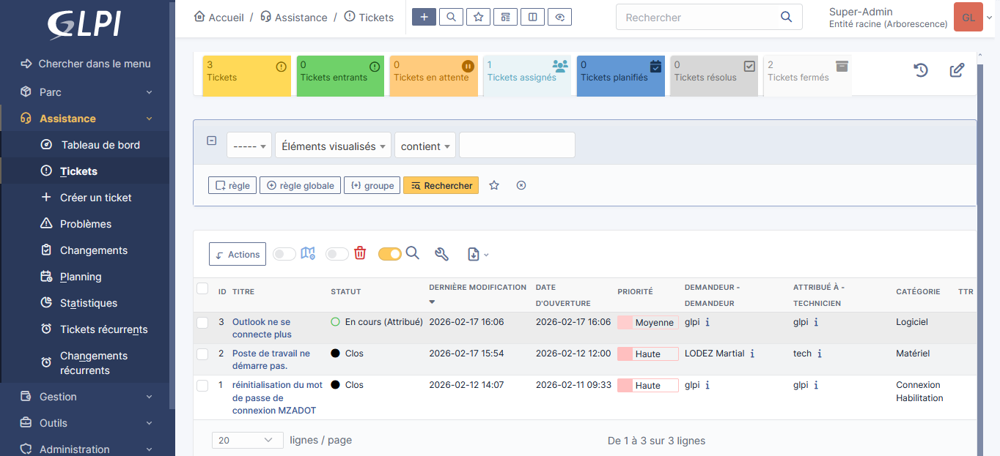 GLPI
Chercher dans le menu
Parc
Assistance
Tableau de bord
Tickets
Créer un ticket
Problèmes
Changements
Planning
Statistiques
Tickets récurrents
Changements
récurrents
Gestion
Outils
Administration
Accueil / Assistance / Tickets
Rechercher
Super-Admin
Entité racine (Arborescence)
GL
3
Tickets
0
Tickets entrants
0
Tickets en attente
1
Tickets assignés
0
Tickets planifiés
0
Tickets résolus
2
Tickets fermés
----- Éléments visualisés contient
règle règle globale groupe Rechercher
Actions
ID TITRE STATUT DERNIÈRE MODIFICATION DATE D'OUVERTURE PRIORITÉ DEMANDEUR - DEMANDEUR ATTRIBUÉ À - TECHNICIEN CATÉGORIE TTR
3 Outlook ne se connecte plus En cours (Attribué) 2026-02-17 16:06 2026-02-17 16:06 Moyenne glpi glpi Logiciel
2 Poste de travail ne démarre pas. Clos 2026-02-17 15:54 2026-02-12 12:00 Haute LODEZ Martial tech Matériel
1 réinitialisation du mot de passe de connexion MZADOT Clos 2026-02-12 14:07 2026-02-11 09:33 Haute glpi glpi Connexion Habilitation
20 lignes / page De 1 à 3 sur 3 lignes